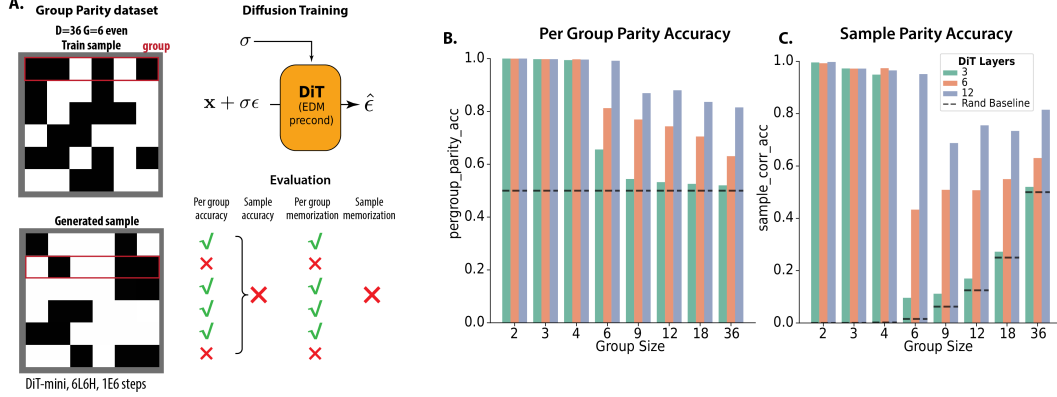 A.
Group Parity dataset
D=36 G=6 even
Train sample
group
Generated sample
DiT-mini, 6L6H, 1E6 steps
Diffusion Training
σ
x + σϵ
DiT
(EDM
precond)
ϵ̂
Evaluation
Per group
accuracy
Sample
accuracy
Per group
memorization
Sample
memorization
B.
Per Group Parity Accuracy
pergroup_parity_acc
1.0
0.8
0.6
0.4
0.2
0.0
2 3 4 6 9 12 18 36
Group Size
C.
Sample Parity Accuracy
sample_corr_acc
1.0
0.8
0.6
0.4
0.2
0.0
DiT Layers
3
6
12
Rand Baseline
2 3 4 6 9 12 18 36
Group Size